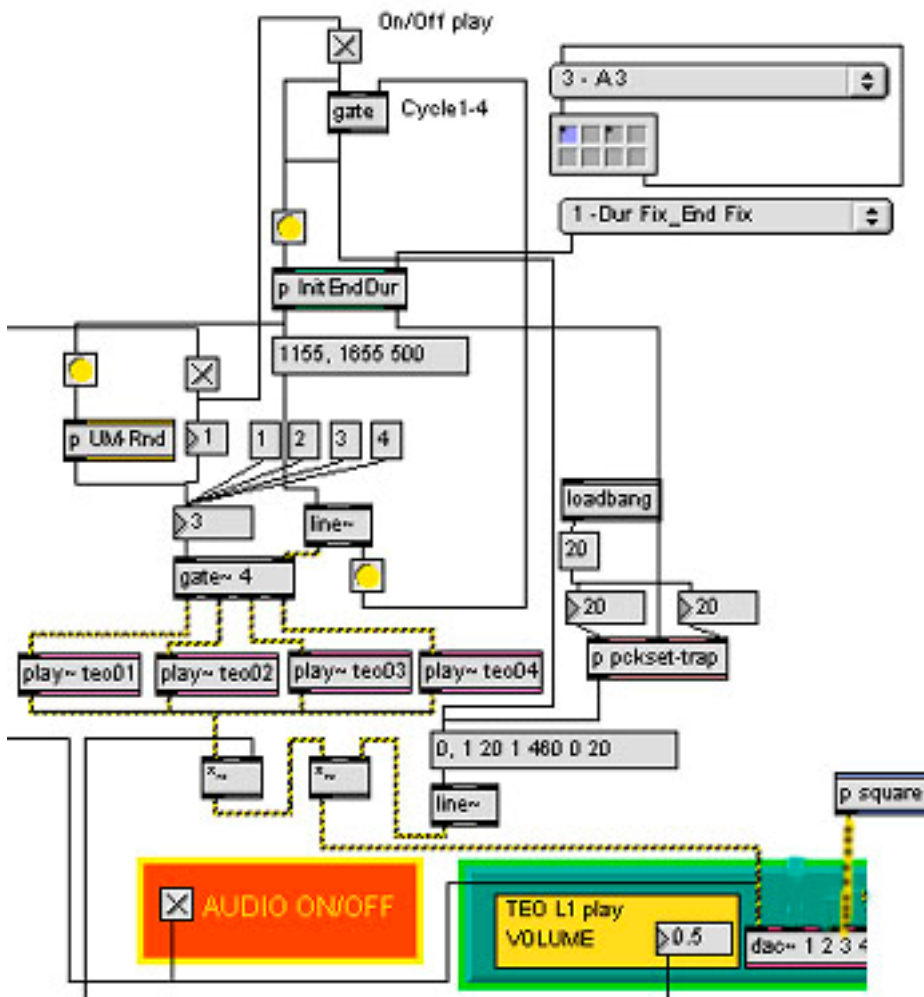 On/Off play
gate
Cycle1-4
3 - A3
1 -Dur Fix_End Fix
p InitEndDur
1155, 1655 500
p UM-Rnd
1
1
2
3
4
3
line~
loadbang
20
gate~ 4
20
20
p pckset-trap
play~ teo01
play~ teo02
play~ teo03
play~ teo04
0, 1 20 1 460 0 20
*~
*~
line~
p square
AUDIO ON/OFF
TEO L1 play
VOLUME
0.5
dac~ 1 2 3 4